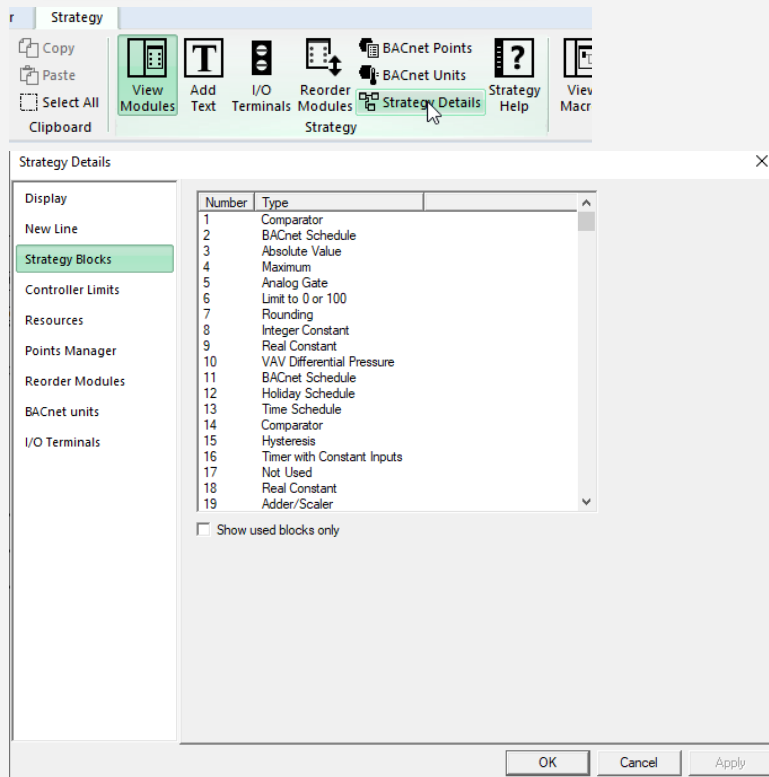 r Strategy
Copy
Paste
Select All
Clipboard
View Modules
Add Text
I/O Terminals
Reorder Modules
BACnet Points
BACnet Units
Strategy Details
Strategy Help
Strategy
View
Macr
Strategy Details
Display
New Line
Strategy Blocks
Controller Limits
Resources
Points Manager
Reorder Modules
BACnet units
I/O Terminals
Number Type
1 Comparator
2 BACnet Schedule
3 Absolute Value
4 Maximum
5 Analog Gate
6 Limit to 0 or 100
7 Rounding
8 Integer Constant
9 Real Constant
10 VAV Differential Pressure
11 BACnet Schedule
12 Holiday Schedule
13 Time Schedule
14 Comparator
15 Hysteresis
16 Timer with Constant Inputs
17 Not Used
18 Real Constant
19 Adder/Scaler
Show used blocks only
OK Cancel Apply